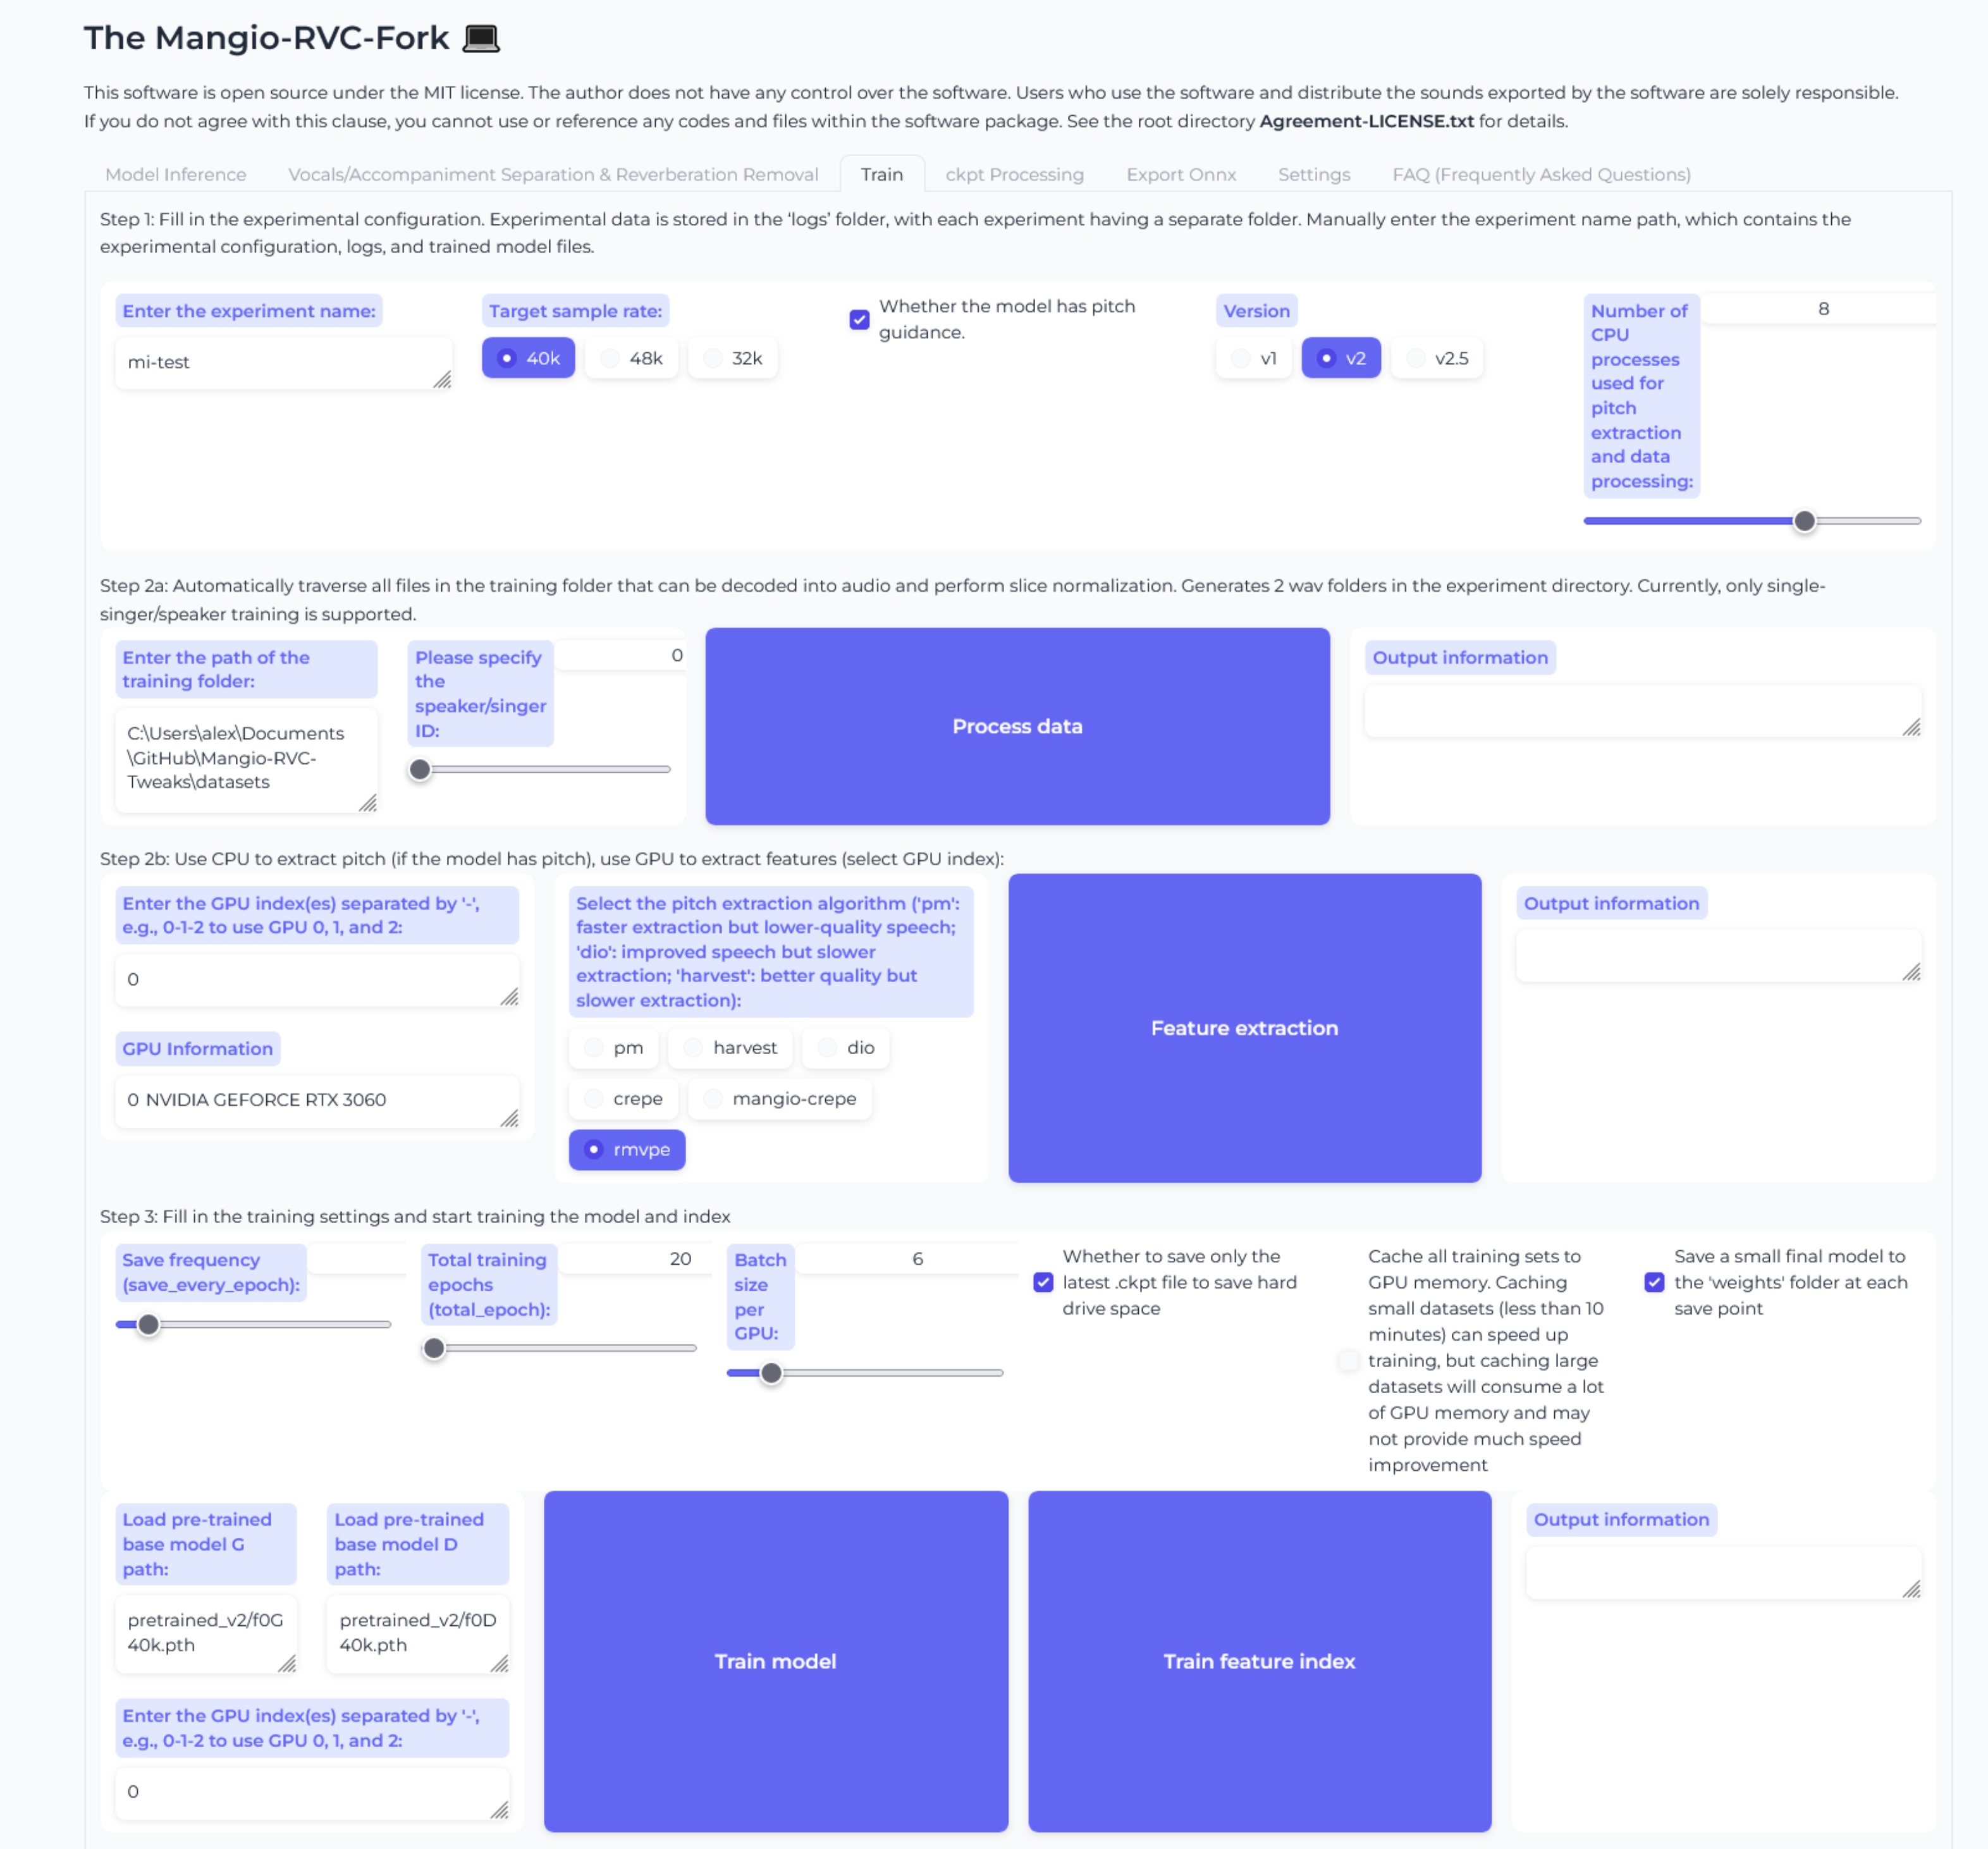 The Mangio-RVC-Fork 💻
This software is open source under the MIT license. The author does not have any control over the software. Users who use the software and distribute the sounds exported by the software are solely responsible.
If you do not agree with this clause, you cannot use or reference any codes and files within the software package. See the root directory Agreement-LICENSE.txt for details.
Model Inference
Vocals/Accompaniment Separation & Reverberation Removal
Train
ckpt Processing
Export Onnx
Settings
FAQ (Frequently Asked Questions)
Step 1: Fill in the experimental configuration. Experimental data is stored in the ‘logs’ folder, with each experiment having a separate folder. Manually enter the experiment name path, which contains the
experimental configuration, logs, and trained model files.
Enter the experiment name:
mi-test
Target sample rate:
40k
48k
32k
Whether the model has pitch
guidance.
Version
v1
v2
v2.5
Number of
CPU
processes
used for
pitch
extraction
and data
processing:
8
Step 2a: Automatically traverse all files in the training folder that can be decoded into audio and perform slice normalization. Generates 2 wav folders in the experiment directory. Currently, only single-
singer/speaker training is supported.
Enter the path of the
training folder:
C:\Users\alex\Documents
\GitHub\Mangio-RVC-
Tweaks\datasets
Please specify
the
speaker/singer
ID:
0
Process data
Output information
Step 2b: Use CPU to extract pitch (if the model has pitch), use GPU to extract features (select GPU index):
Enter the GPU index(es) separated by '-',
e.g., 0-1-2 to use GPU 0, 1, and 2:
0
GPU Information
0 NVIDIA GEFORCE RTX 3060
Select the pitch extraction algorithm ('pm':
faster extraction but lower-quality speech;
'dio': improved speech but slower
extraction; 'harvest': better quality but
slower extraction):
pm
harvest
dio
crepe
mangio-crepe
rmvpe
Feature extraction
Output information
Step 3: Fill in the training settings and start training the model and index
Save frequency
(save_every_epoch):
Total training
epochs
(total_epoch):
20
Batch
size
per
GPU:
6
Whether to save only the
latest .ckpt file to save hard
drive space
Cache all training sets to
GPU memory. Caching
small datasets (less than 10
minutes) can speed up
training, but caching large
datasets will consume a lot
of GPU memory and may
not provide much speed
improvement
Save a small final model to
the 'weights' folder at each
save point
Load pre-trained
base model G
path:
pretrained_v2/f0G
40k.pth
Load pre-trained
base model D
path:
pretrained_v2/f0D
40k.pth
Enter the GPU index(es) separated by '-',
e.g., 0-1-2 to use GPU 0, 1, and 2:
0
Train model
Train feature index
Output information